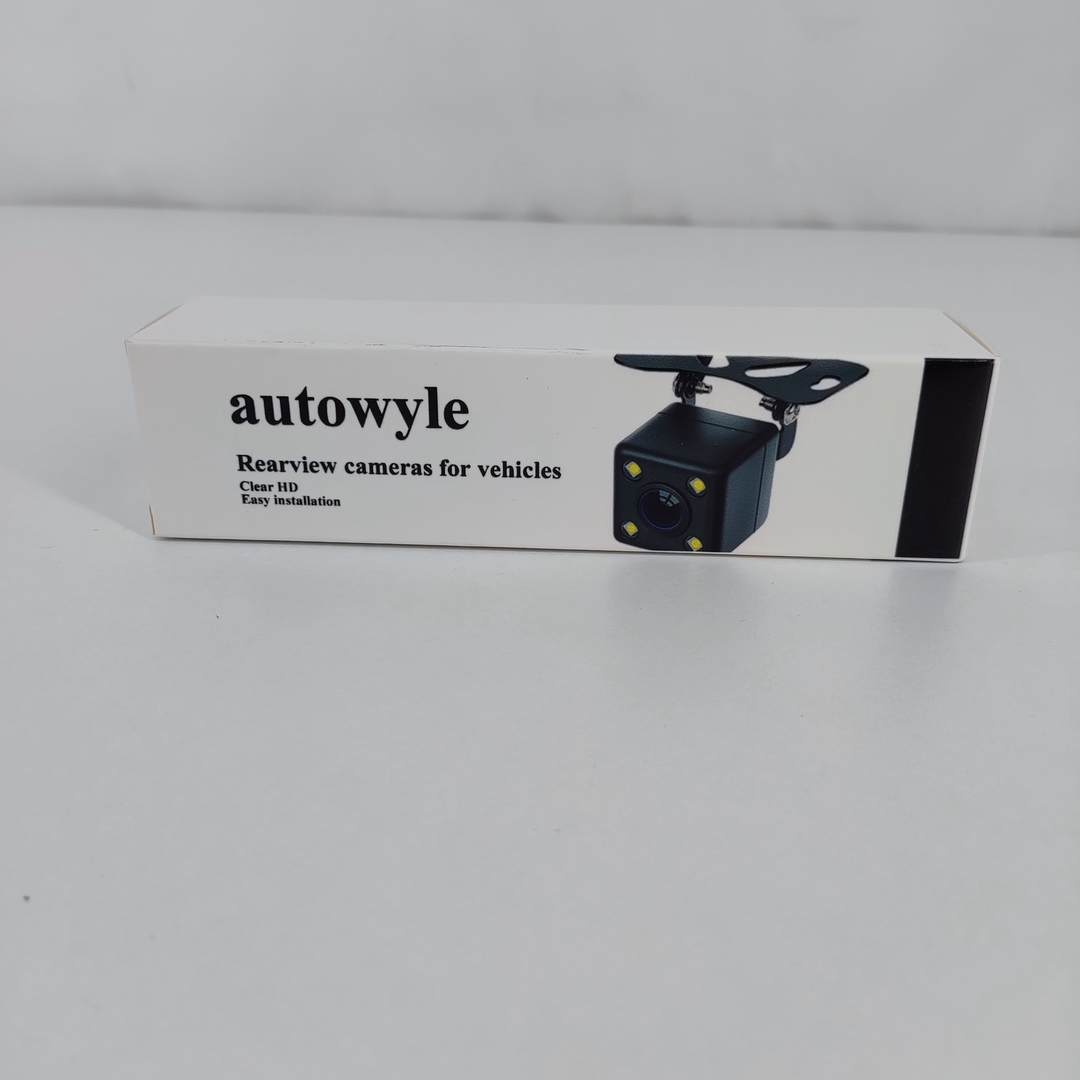 autowyle
Rearview cameras for vehicles
Clear HD
Easy installation